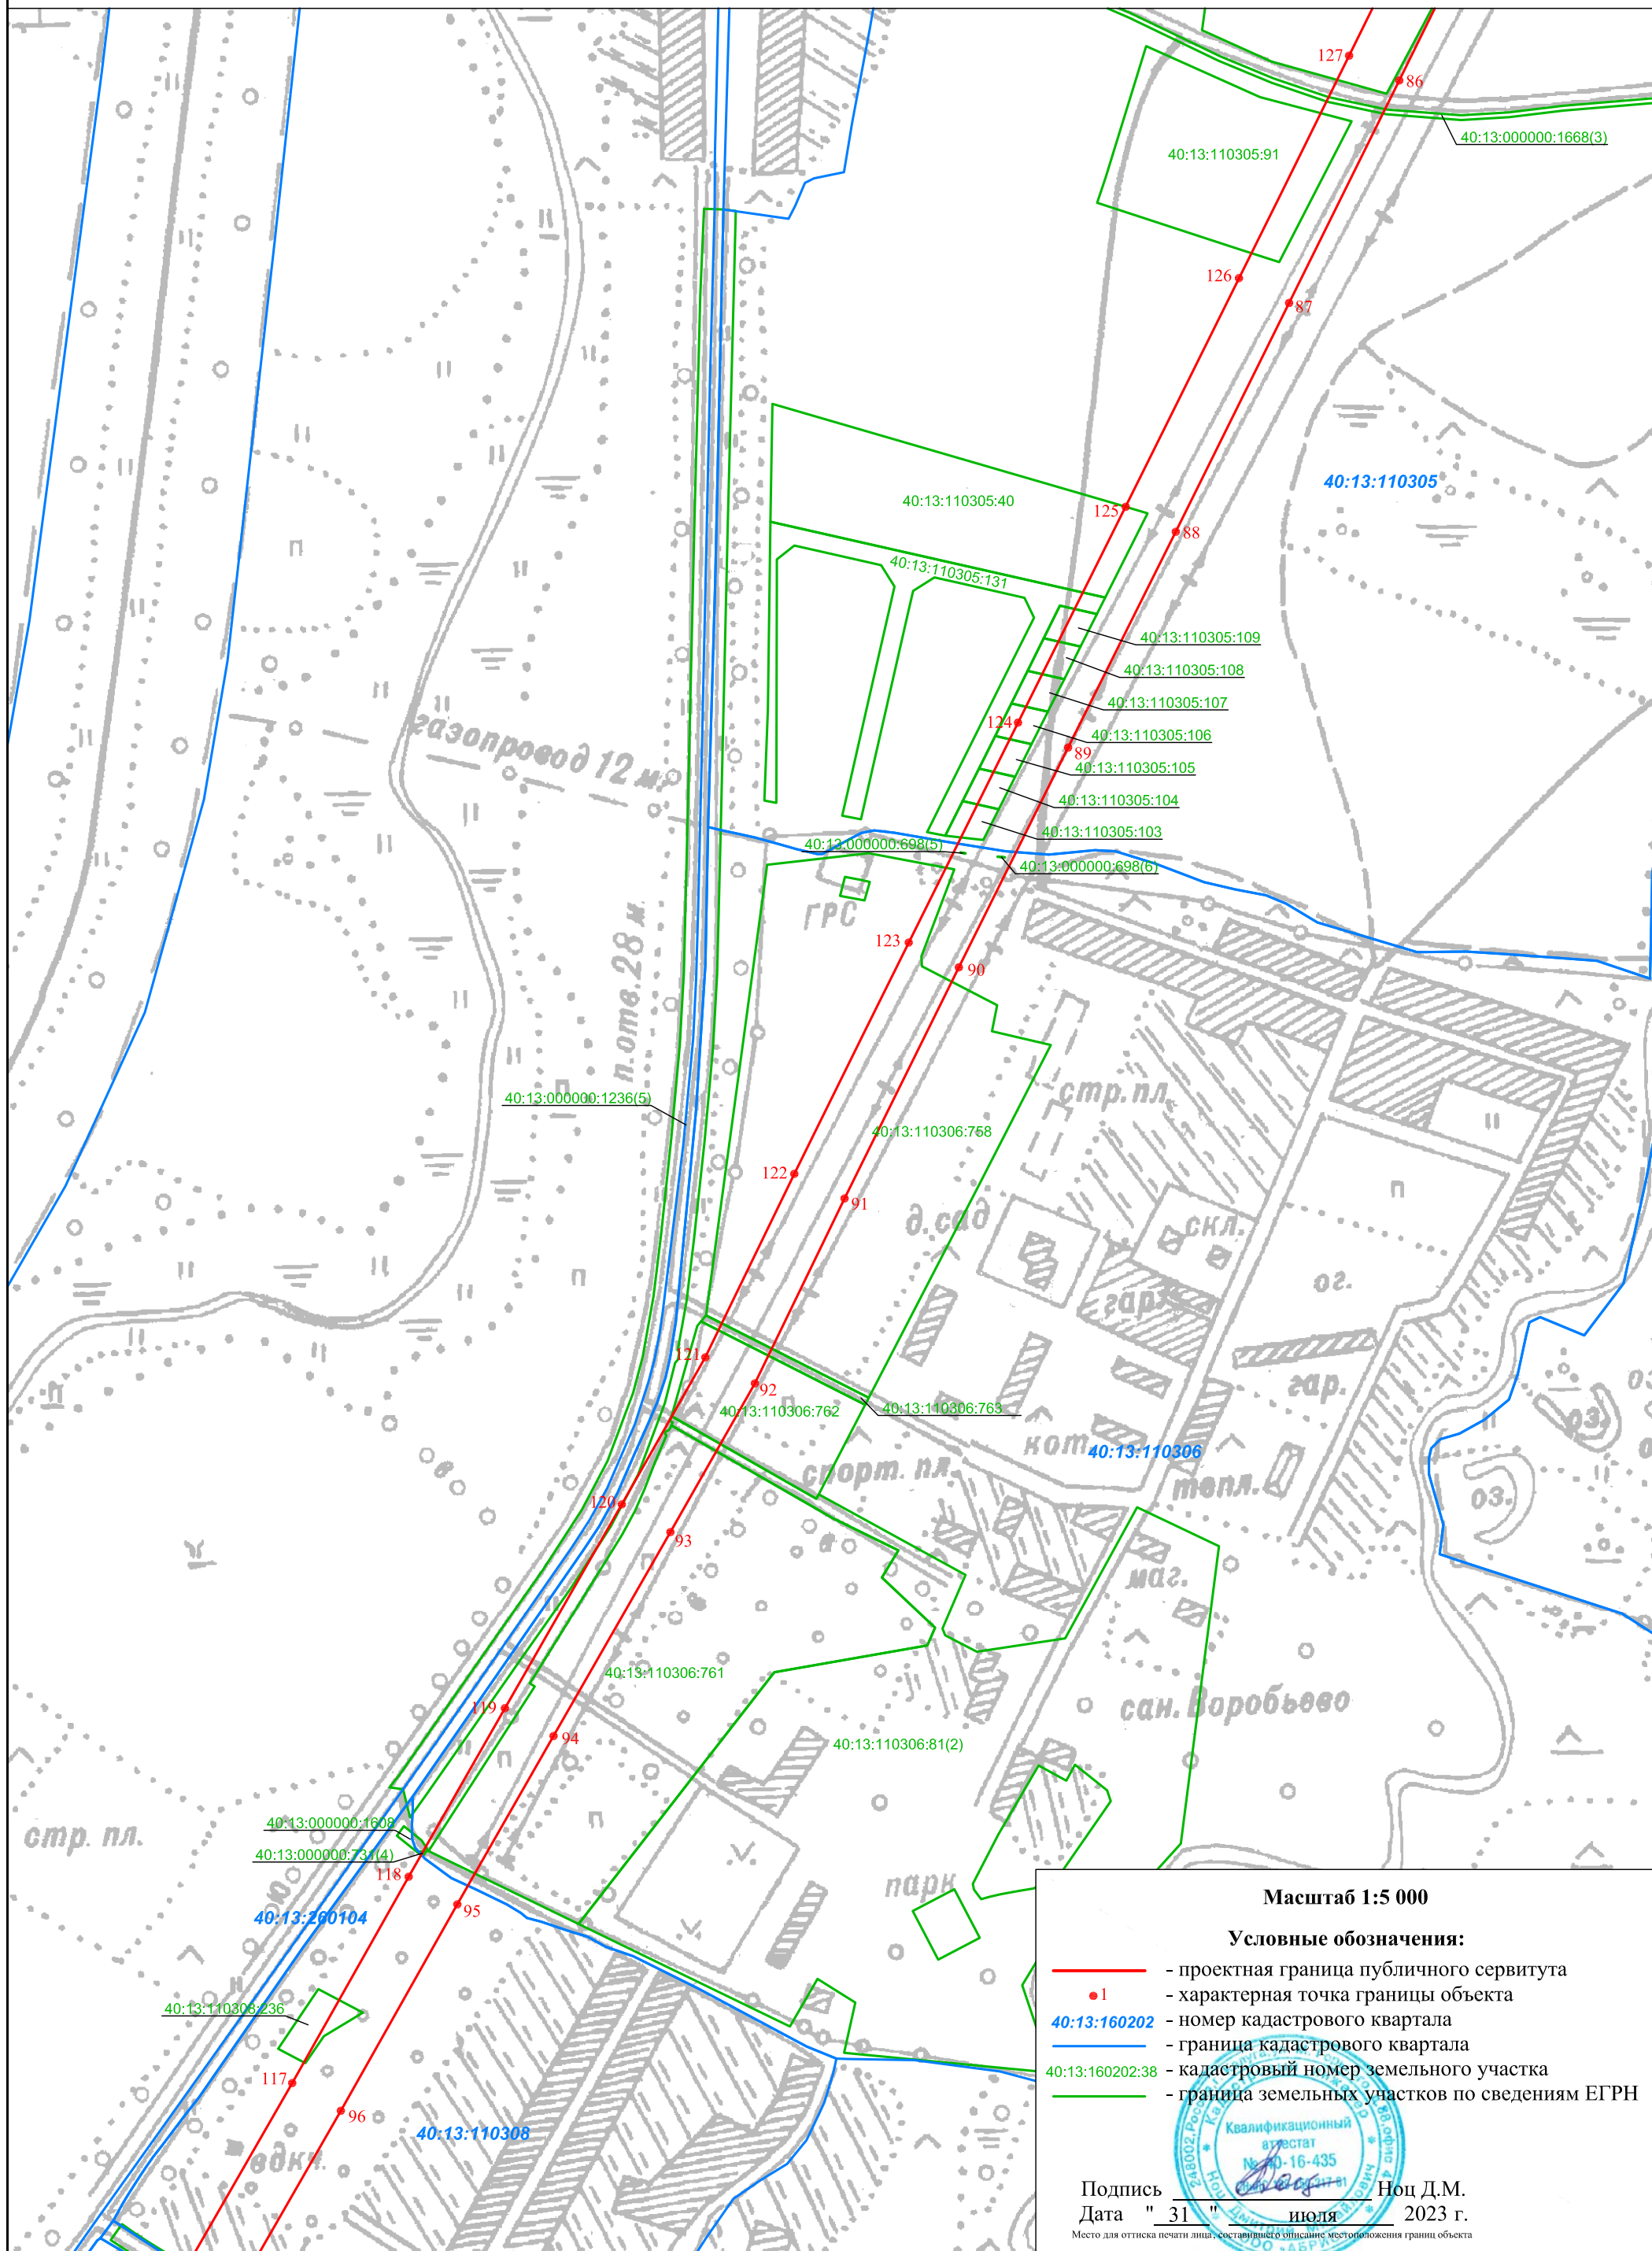 127
86
40:13:000000:1668(3)
40:13:110305:91
126
87
40:13:110305
40:13:110305:40
125
88
40:13:110305:131
40:13:110305:109
40:13:110305:108
40:13:110305:107
124
40:13:110305:106
89
40:13:110305:105
40:13:110305:104
40:13:110305:103
газопровод 12 м.
40:13:000000:698(5)
40:13:000000:698(6)
ГРС
123
90
п.отв.28 м.
стр.пл.
40:13:000000:1236(5)
40:13:110306:758
122
91
п
д.сад
скл.
ог.
гар.
121
92
гар.
40:13:110306:762
40:13:110306:763
кот.
40:13:110306
спорт. пл.
тепл.
оз.
оз.
120
93
маг.
40:13:110306:761
сан. Воробьево
119
94
40:13:110306:81(2)
стр. пл.
40:13:000000:1608
40:13:000000:731(4)
118
парк
95
40:13:260104
40:13:110308:236
117
96
40:13:110308
вдкч.
Масштаб 1:5 000
Условные обозначения:
- проектная граница публичного сервитута
1 - характерная точка границы объекта
40:13:160202 - номер кадастрового квартала
- граница кадастрового квартала
40:13:160202:38 - кадастровый номер земельного участка
- граница земельных участков по сведениям ЕГРН
Квалификационный
аттестат
№ 40-16-435
Подпись Ноц Д.М.
Дата " 31 " июля 2023 г.
Место для оттиска печати лица, составившего описание местоположения границ объекта